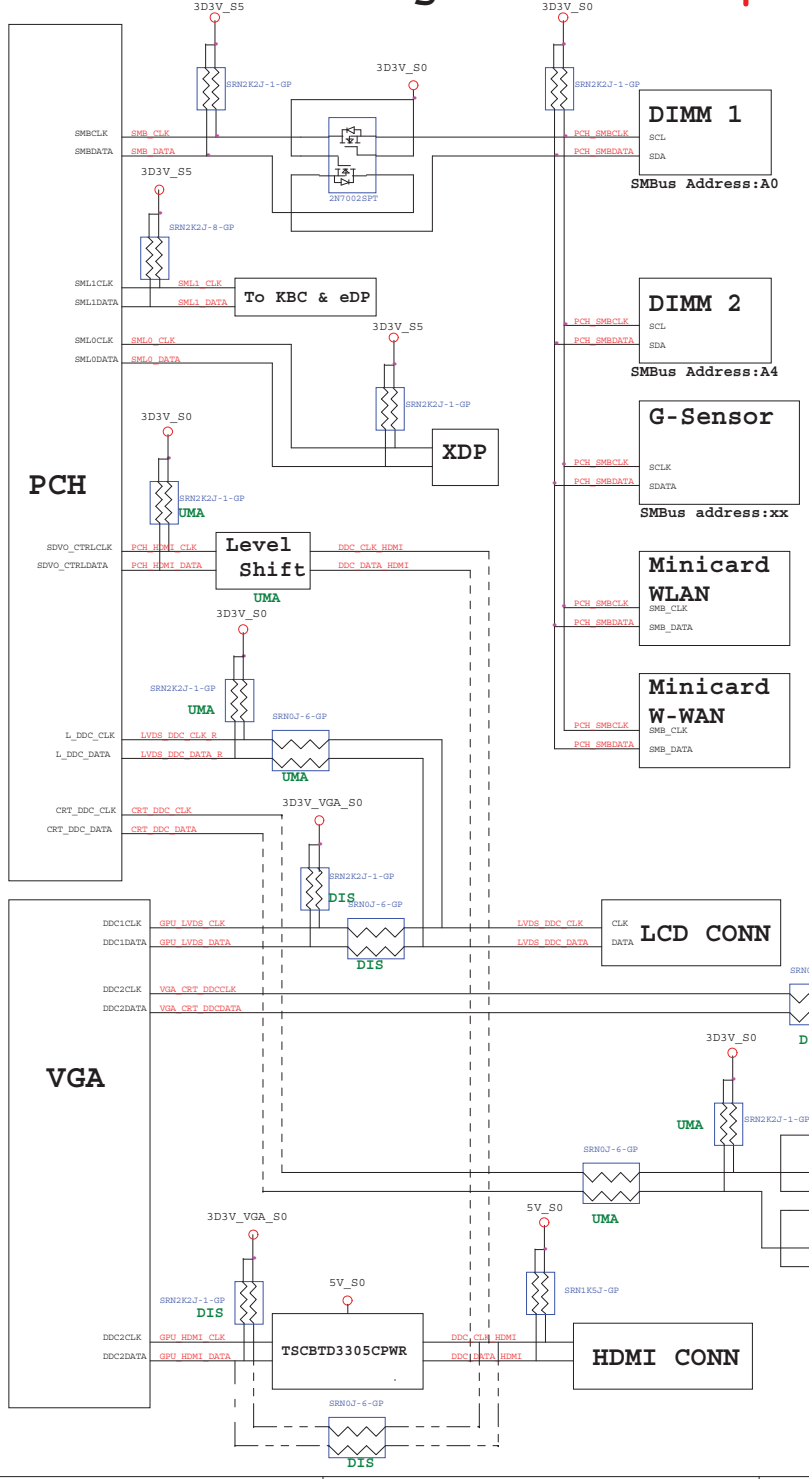 3D3V_S5
3D3V_S0
SRN2K2J-1-GP
SRN2K2J-1-GP
3D3V_S0
DIMM 1
SMBCLK
SMB_CLK
PCH_SMBCLK
SCL
SMBDATA
SMB_DATA
PCH_SMBDATA
SDA
2N7002SPT
SMBus Address:A0
3D3V_S5
SRN2K2J-8-GP
SML1CLK
SML1_CLK
SML1DATA
SML1_DATA
To KBC & eDP
DIMM 2
PCH_SMBCLK
SCL
PCH_SMBDATA
SDA
SMBus Address:A4
SML0CLK
SML0_CLK
SML0DATA
SML0_DATA
3D3V_S5
SRN2K2J-1-GP
XDP
G-Sensor
PCH_SMBCLK
SCLK
PCH_SMBDATA
SDATA
SMBus address:xx
3D3V_S0
PCH
SRN2K2J-1-GP
UMA
SDVO_CTRLCLK
PCH_HDMI_CLK
SDVO_CTRLDATA
PCH_HDMI_DATA
Level
Shift
UMA
DDC_CLK_HDMI
DDC_DATA_HDMI
Minicard
WLAN
PCH_SMBCLK
SMB_CLK
PCH_SMBDATA
SMB_DATA
3D3V_S0
SRN2K2J-1-GP
UMA
SRN0J-6-GP
UMA
L_DDC_CLK
LVDS_DDC_CLK_R
L_DDC_DATA
LVDS_DDC_DATA_R
Minicard
W-WAN
PCH_SMBCLK
SMB_CLK
PCH_SMBDATA
SMB_DATA
CRT_DDC_CLK
CRT_DDC_CLK
CRT_DDC_DATA
CRT_DDC_DATA
3D3V_VGA_S0
SRN2K2J-1-GP
DIS
SRN0J-6-GP
DIS
DDC1CLK
GPU_LVDS_CLK
DDC1DATA
GPU_LVDS_DATA
LVDS_DDC_CLK
CLK
LVDS_DDC_DATA
DATA
LCD CONN
DDC2CLK
VGA_CRT_DDCCLK
DDC2DATA
VGA_CRT_DDCDATA
VGA
3D3V_S0
UMA
SRN2K2J-1-GP
SRN0J-6-GP
UMA
3D3V_VGA_S0
SRN2K2J-1-GP
DIS
5V_S0
5V_S0
SRN1K5J-GP
DDC2CLK
GPU_HDMI_CLK
DDC2DATA
GPU_HDMI_DATA
TSCBTD3305CPWR
DDC_CLK_HDMI
DDC_DATA_HDMI
HDMI CONN
SRN0J-6-GP
DIS